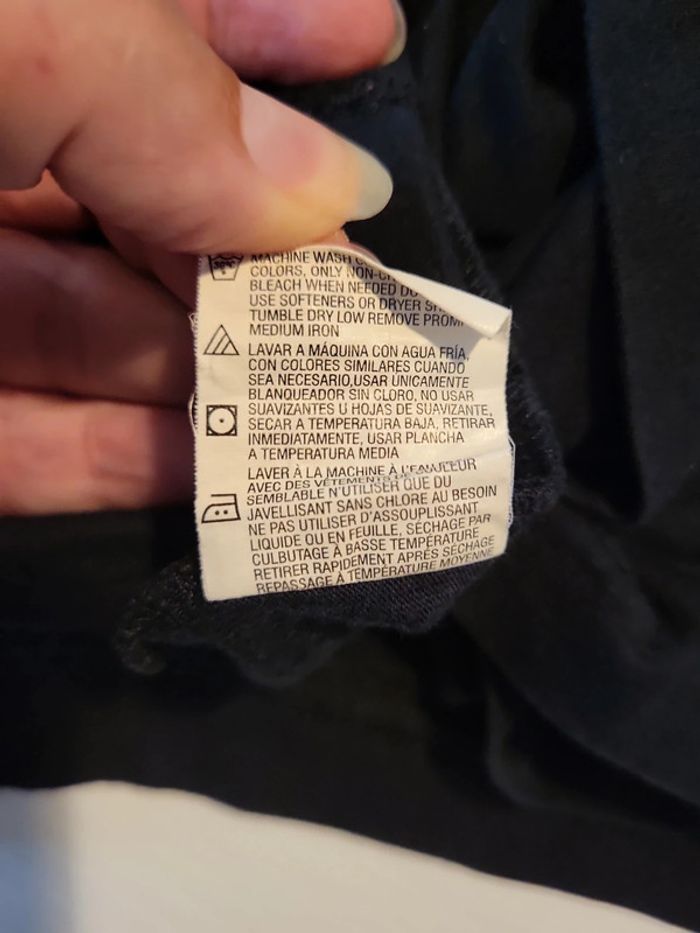 30°C MACHINE WASH
COLORS, ONLY NON-
BLEACH WHEN NEEDED DO
USE SOFTENERS OR DRYER
TUMBLE DRY LOW REMOVE
MEDIUM IRON
LAVAR A MÁQUINA CON AGUA FRÍA,
CON COLORES SIMILARES CUANDO
SEA NECESARIO,USAR UNICAMENTE
BLANQUEADOR SIN CLORO, NO USAR
SUAVIZANTES U HOJAS DE SUAVIZANTE,
SECAR A TEMPERATURA BAJA, RETIRAR
INMEDIATAMENTE, USAR PLANCHA
A TEMPERATURA MEDIA
LAVER À LA MACHINE À
AVEC DES VÊTEMENTS
SEMBLABLE N'UTILISER QUE DU
JAVELLISANT SANS CHLORE AU BESOIN
NE PAS UTILISER D'ASSOUPLISSANT
LIQUIDE OU EN FEUILLE, SÉCHAGE PAR
CULBUTAGE À BASSE TEMPÉRATURE
RETIRER RAPIDEMENT APRÈS SÉCHAGE
REPASSAGE À TEMPÉRATURE MOYENNE